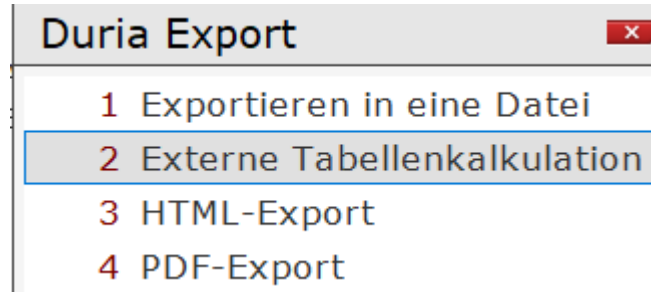 Duria Export
1 Exportieren in eine Datei
2 Externe Tabellenkalkulation
3 HTML-Export
4 PDF-Export